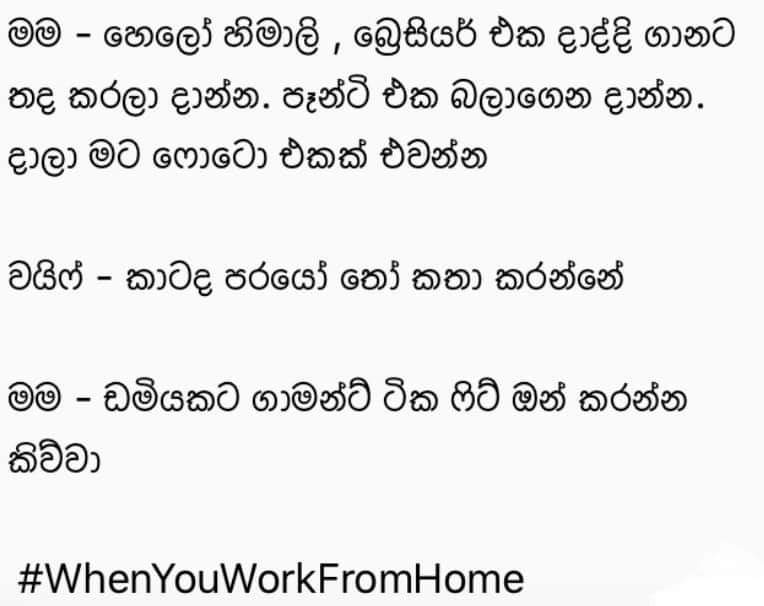 මම - හෙලෝ හිමාලි , බ්‍රෙසියර් එක දාද්දි ගානට
තද කරලා දාන්න. පෑන්ටි එක බලාගෙන දාන්න.
දාලා මට ෆොටො එකක් එවන්න
වයිෆ් - කාටද පරයෝ තෝ කතා කරන්නේ
මම - ඩමියකට ගාමන්ට් ටික ෆිට් ඔන් කරන්න
කිව්වා
#WhenYouWorkFromHome